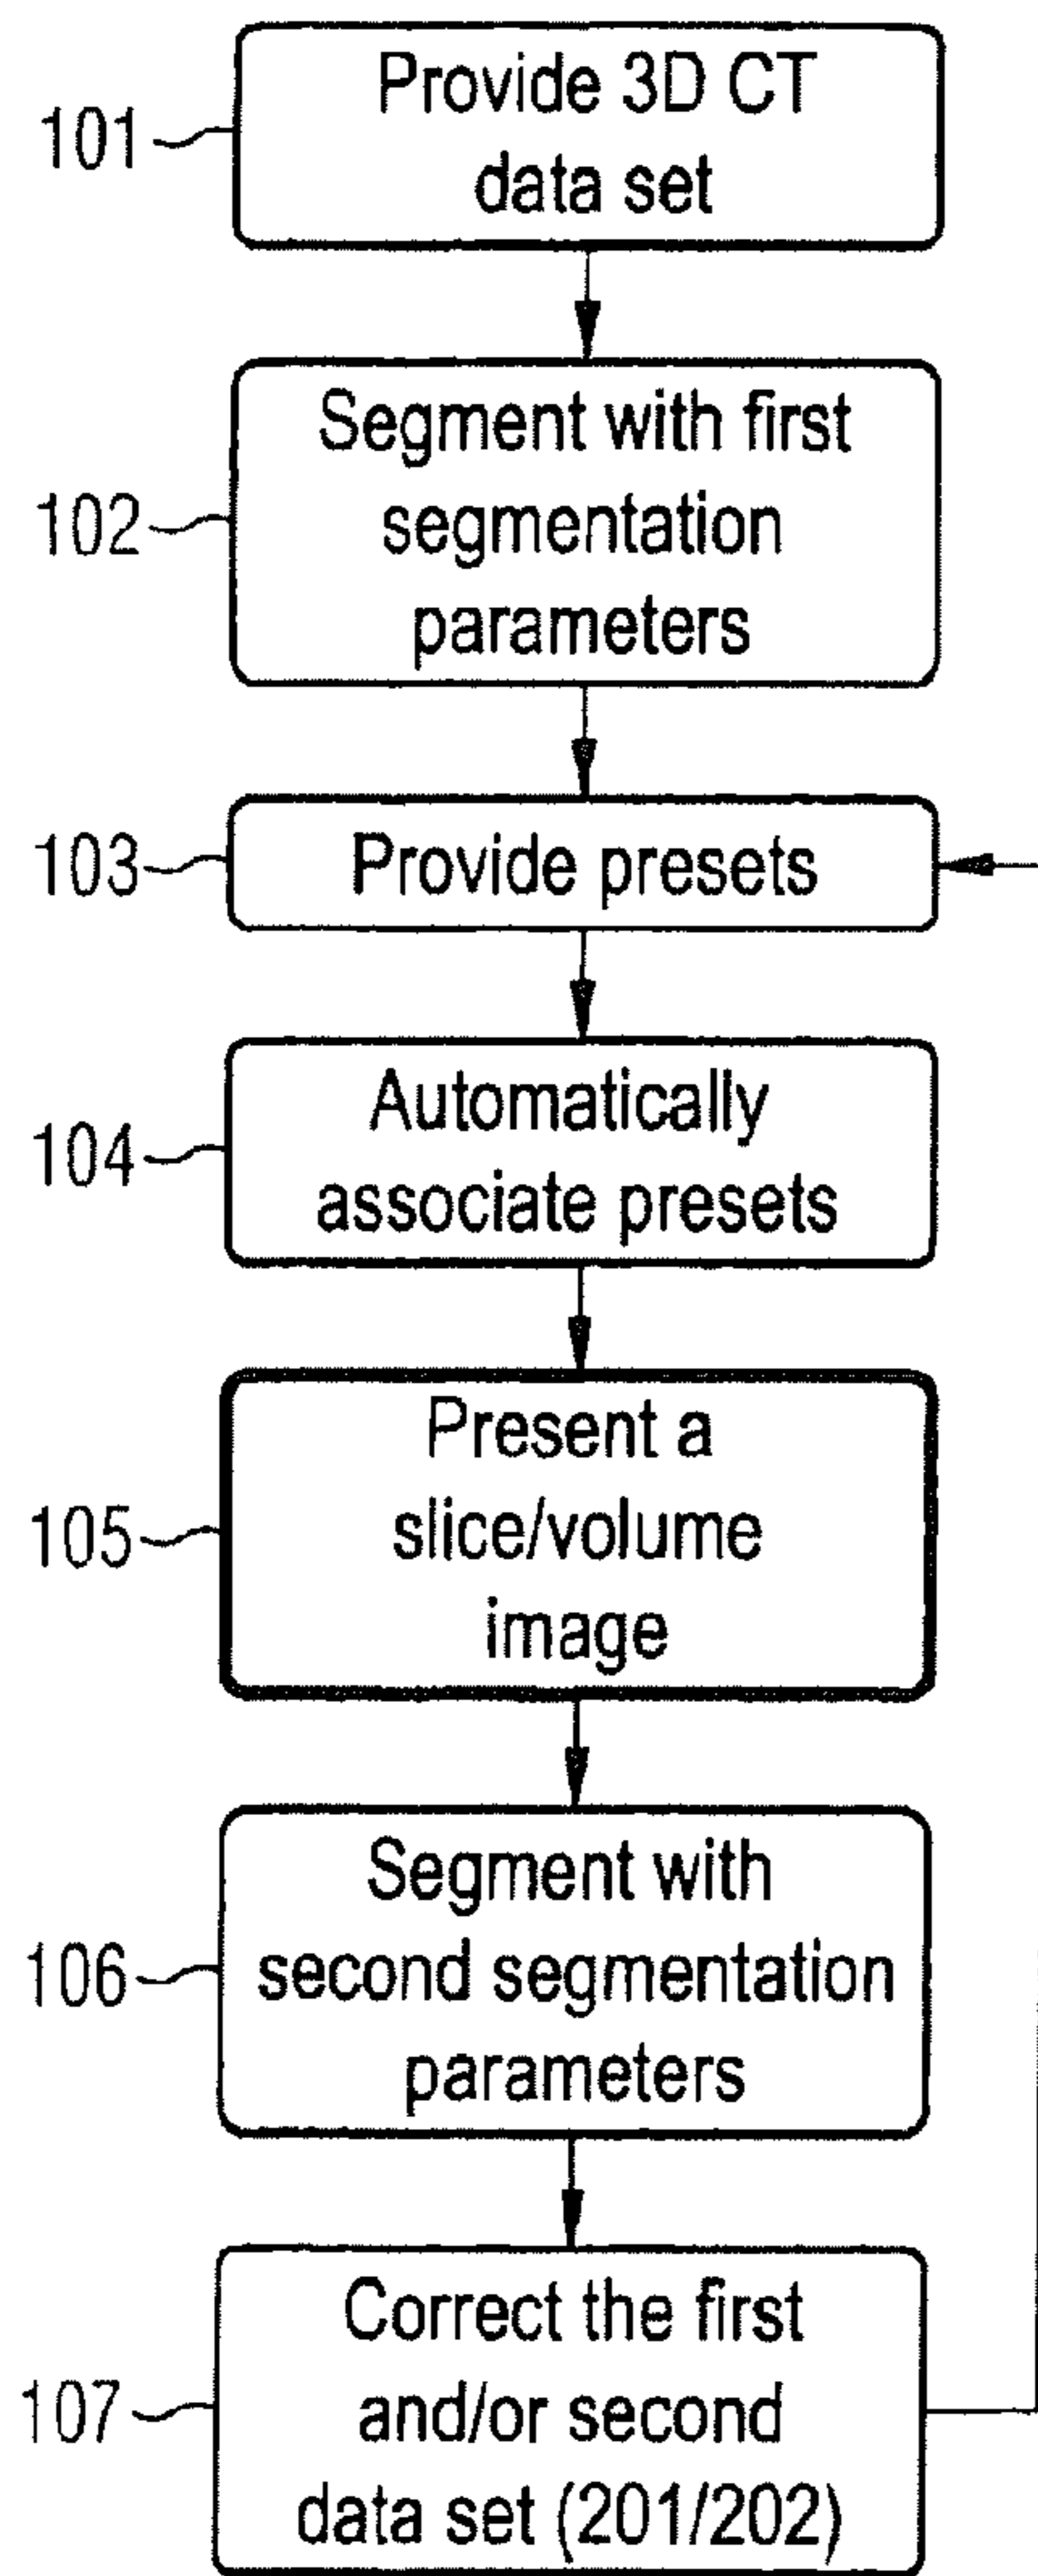 Provide 3D CT
data set
101
Segment with first
segmentation
parameters
102
Provide presets
103
Automatically
associate presets
104
Present a
slice/volume
image
105
Segment with
second segmentation
parameters
106
Correct the first
and/or second
data set (201/202)
107